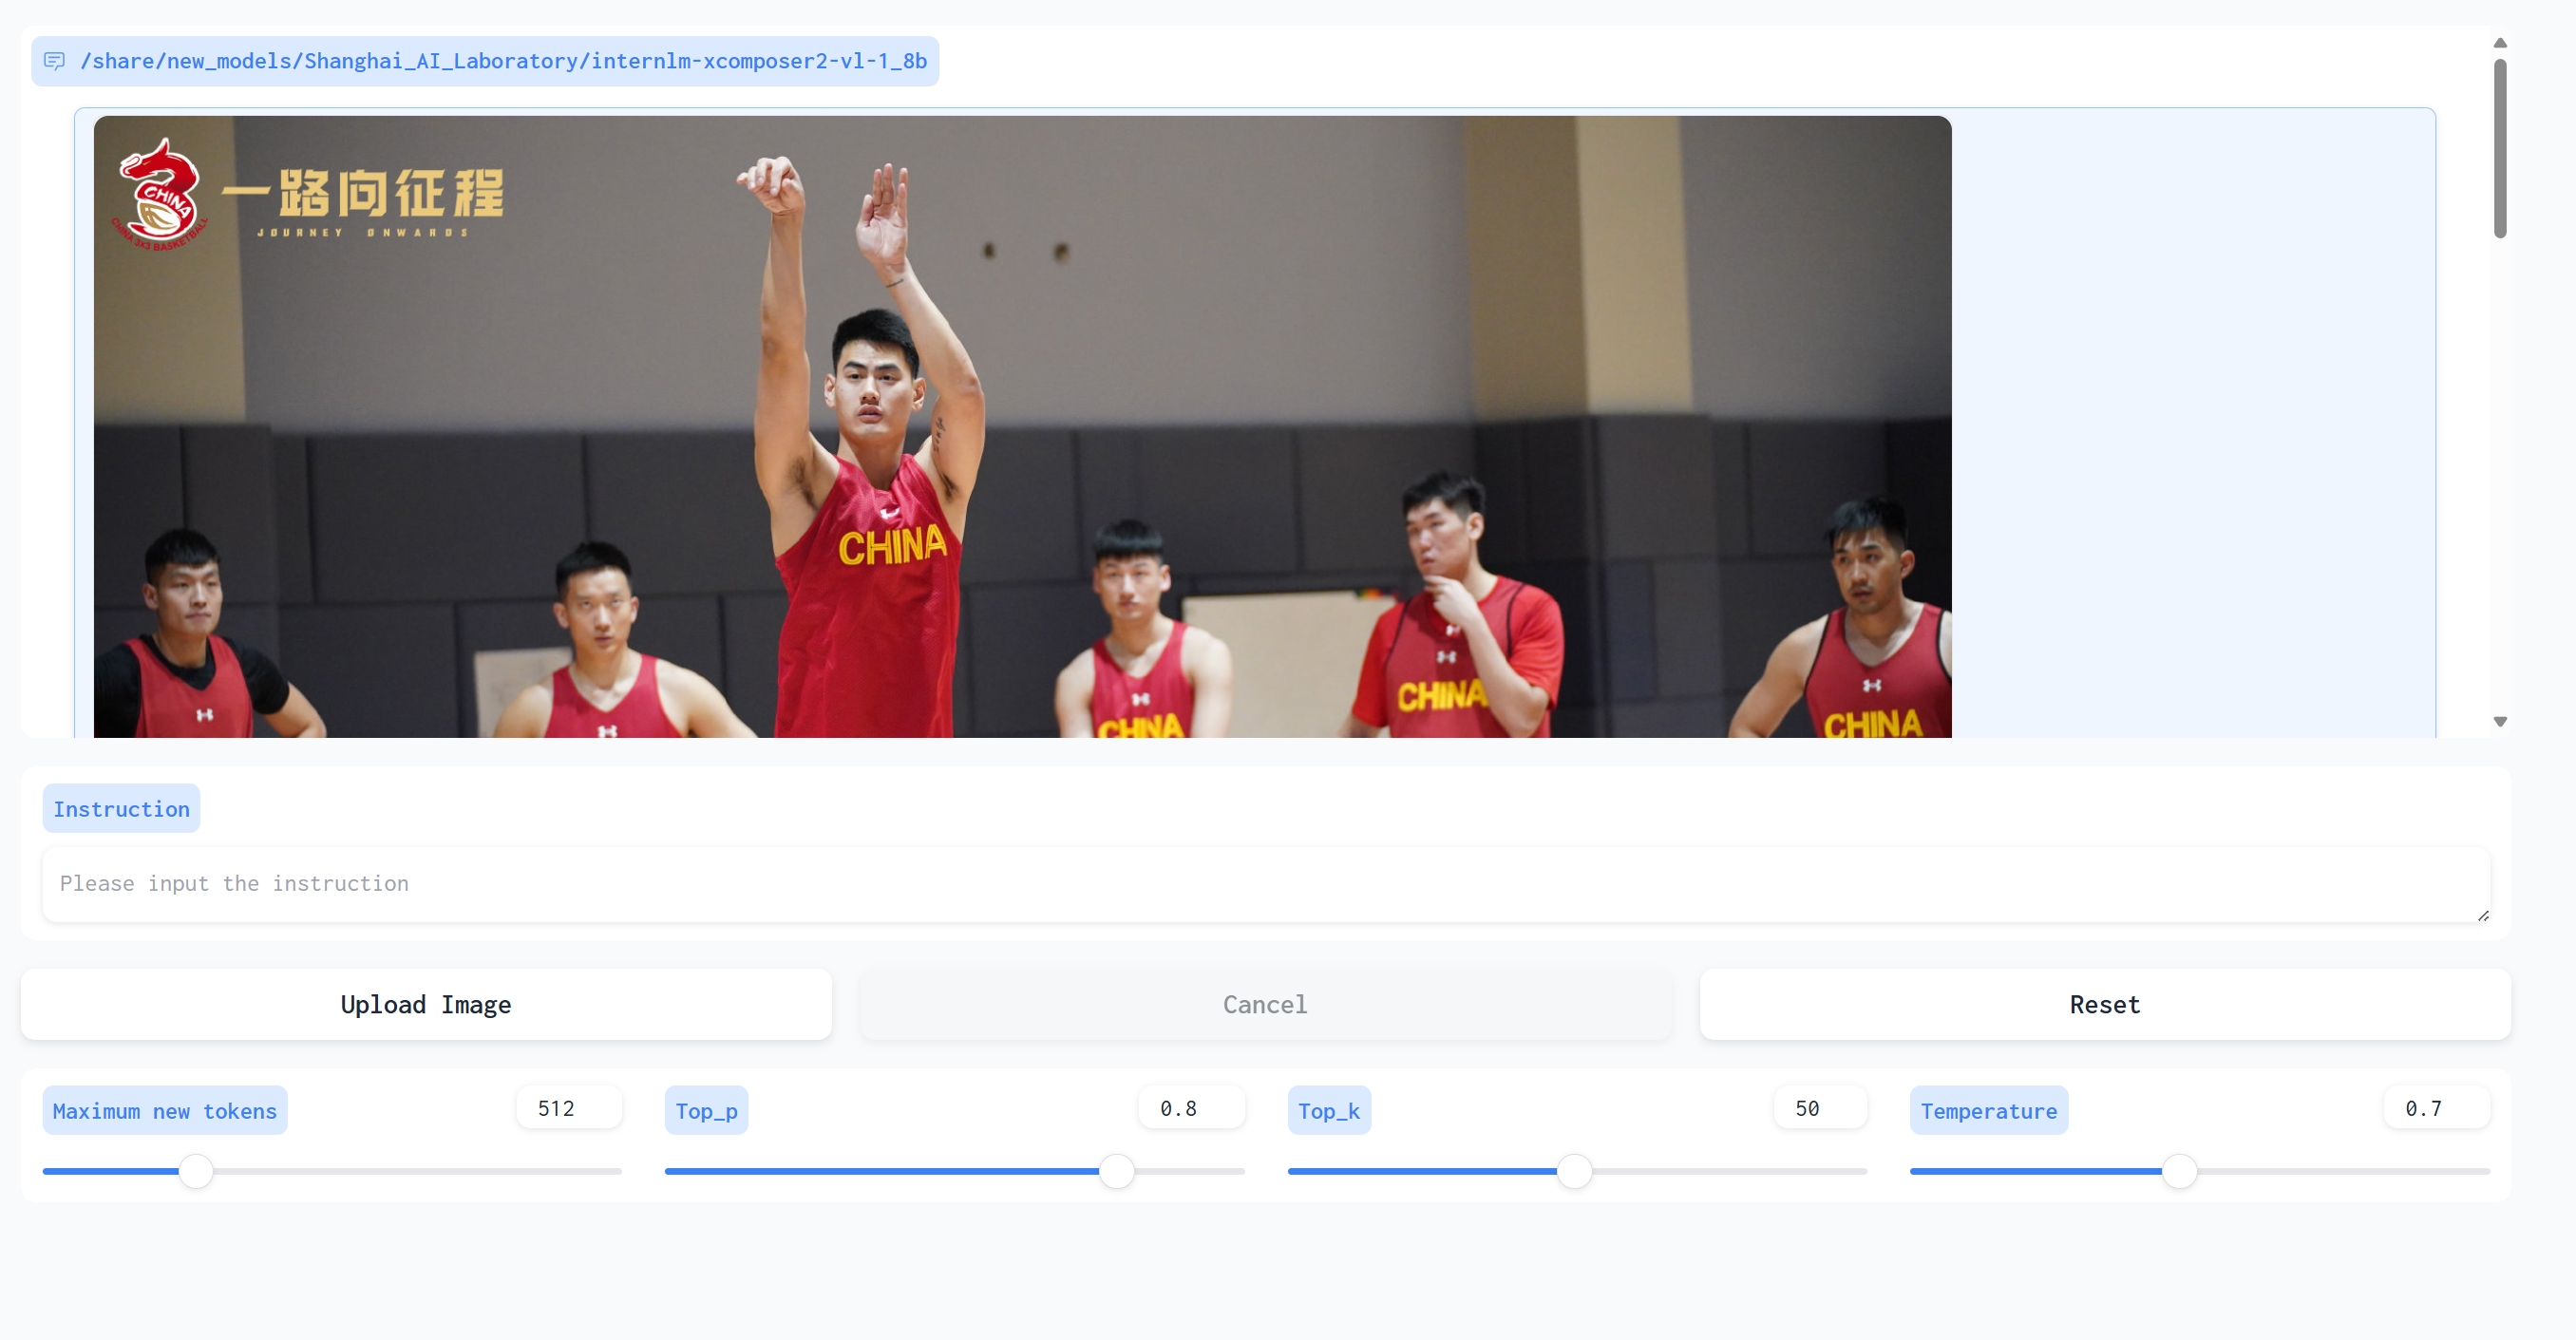 /share/new_models/Shanghai_AI_Laboratory/internlm-xcomposer2-vl-1_8b
CHINA
CHINA 3X3 BASKETBALL
一路向征程
JOURNEY ONWARDS
CHINA
CHINA
CHINA
CHINA
Instruction
Please input the instruction
Upload Image
Cancel
Reset
Maximum new tokens
512
Top_p
0.8
Top_k
50
Temperature
0.7